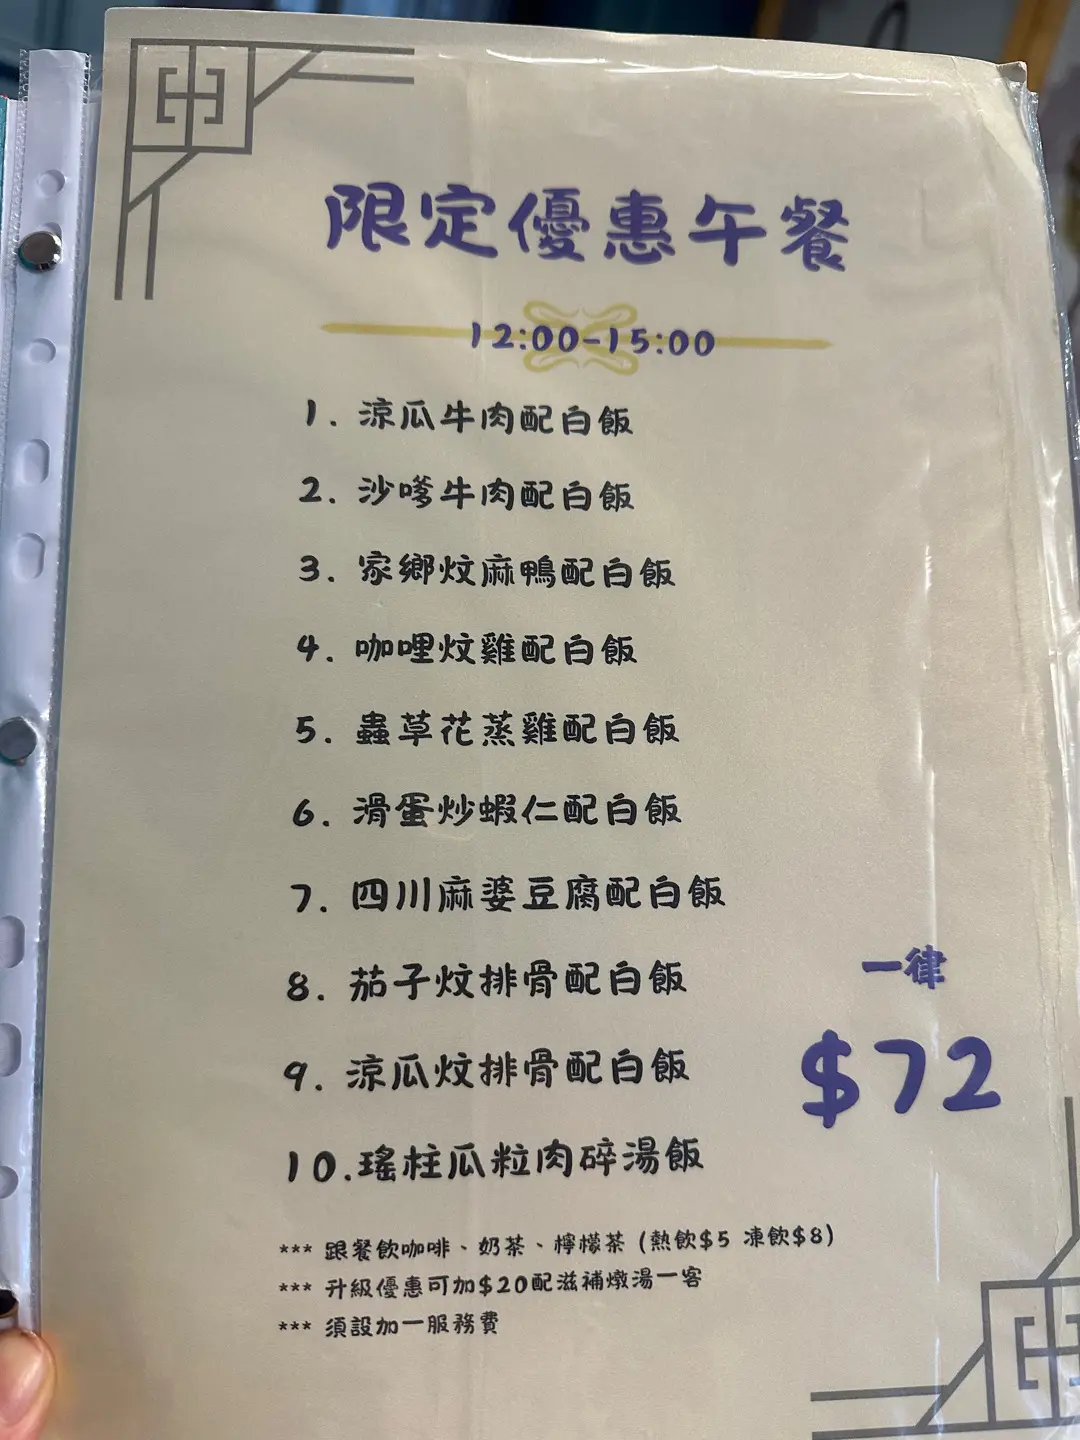 限定優惠午餐
12:00-15:00
1. 涼瓜牛肉配白飯
2. 沙嗲牛肉配白飯
3. 家鄉炆麻鴨配白飯
4. 咖哩炆雞配白飯
5. 蟲草花蒸雞配白飯
6. 滑蛋炒蝦仁配白飯
7. 四川麻婆豆腐配白飯
8. 茄子炆排骨配白飯
9. 涼瓜炆排骨配白飯
10.瑤柱瓜粒肉碎湯飯
一律
$72
*** 跟餐飲咖啡、奶茶、檸檬茶 (熱飲$5 凍飲$8)
*** 升級優惠可加$20配滋補燉湯一客
*** 須設加一服務費